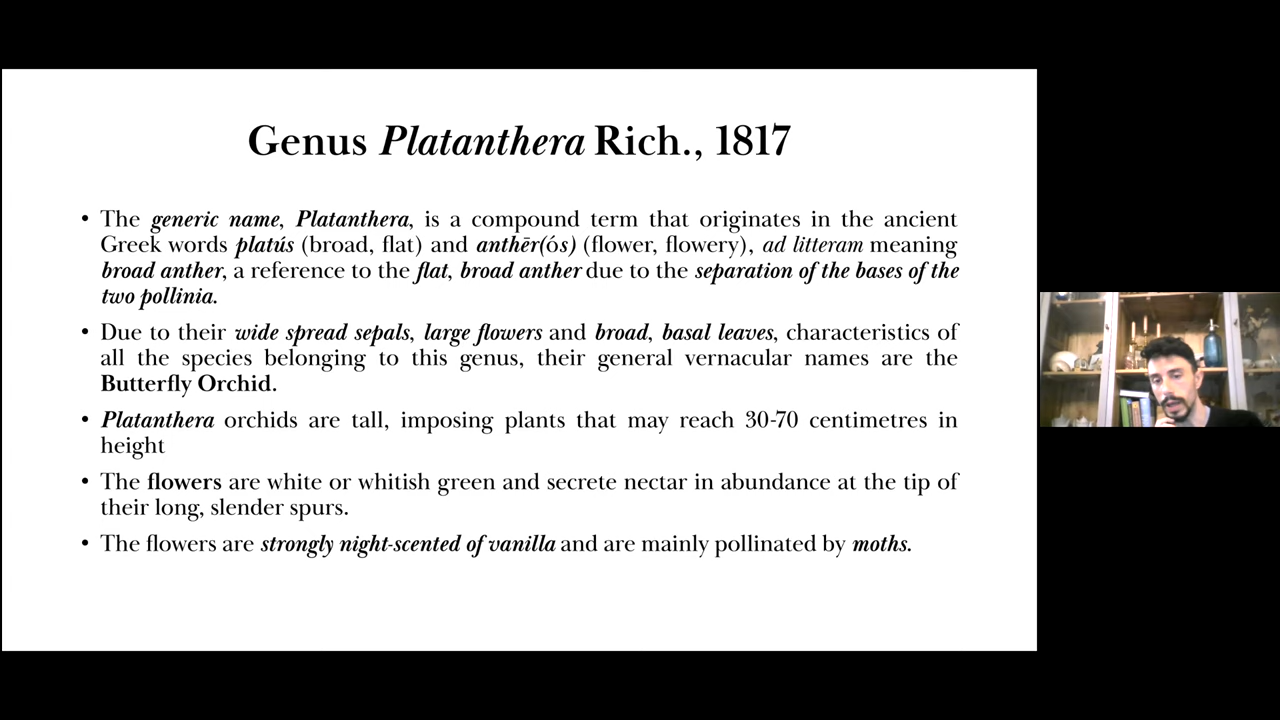 Genus Platanthera Rich., 1817
• The generic name, Platanthera, is a compound term that originates in the ancient
Greek words platús (broad, flat) and anthēr(ós) (flower, flowery), ad litteram meaning
broad anther, a reference to the flat, broad anther due to the separation of the bases of the
two pollinia.
• Due to their wide spread sepals, large flowers and broad, basal leaves, characteristics of
all the species belonging to this genus, their general vernacular names are the
Butterfly Orchid.
• Platanthera orchids are tall, imposing plants that may reach 30-70 centimetres in
height
• The flowers are white or whitish green and secrete nectar in abundance at the tip of
their long, slender spurs.
• The flowers are strongly night-scented of vanilla and are mainly pollinated by moths.